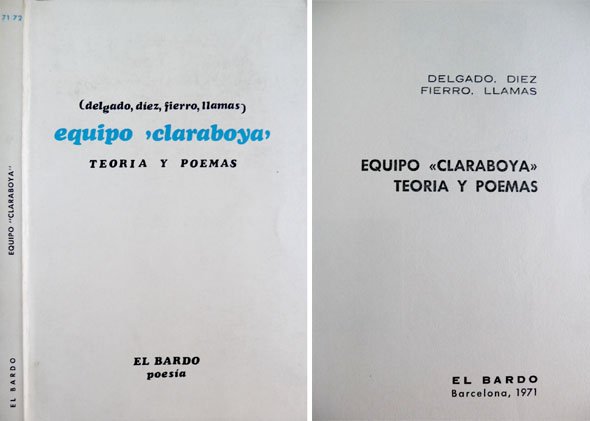 71-72
EQUIPO "CLARABOYA"
EL BARDO
(delgado, díez, fierro, llamas)
equipo ,claraboya,
TEORIA Y POEMAS
EL BARDO
poesía
DELGADO, DIEZ
FIERRO, LLAMAS
EQUIPO «CLARABOYA»
TEORIA Y POEMAS
EL BARDO
Barcelona, 1971